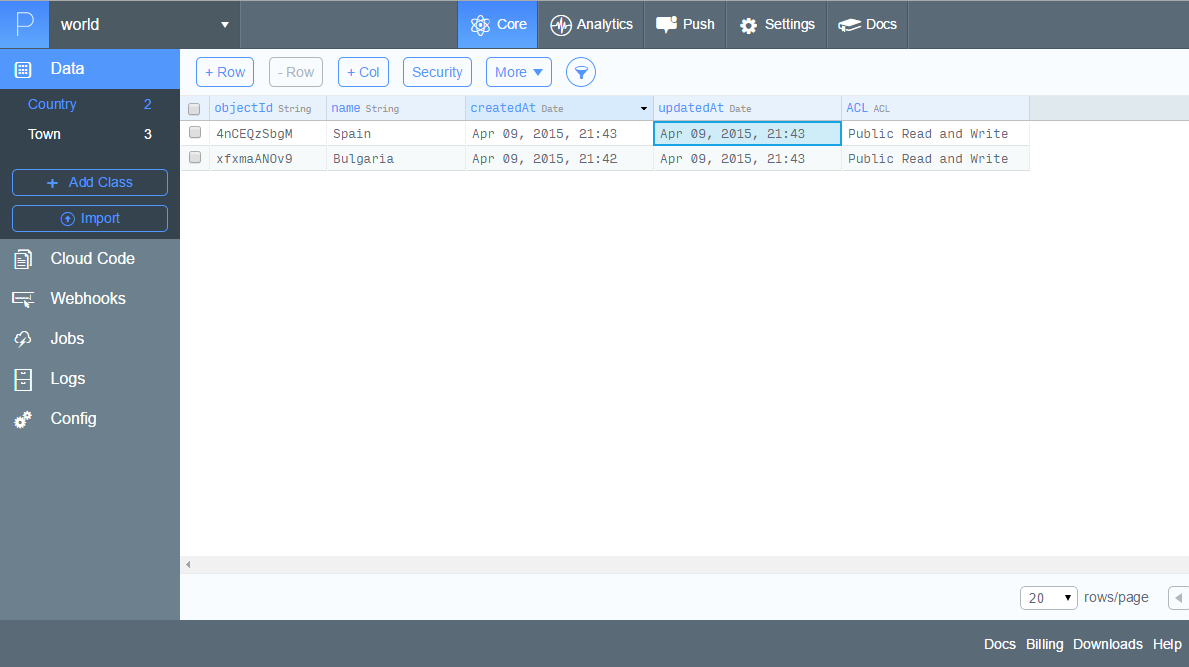 P world Core Analytics Push Settings Docs
Data
Country 2
Town 3
+ Add Class
Import
Cloud Code
Webhooks
Jobs
Logs
Config
+ Row - Row + Col Security More
objectId String name String createdAt Date updatedAt Date ACL ACL
4nCEQzSbgM Spain Apr 09, 2015, 21:43 Apr 09, 2015, 21:43 Public Read and Write
xfxmaANOv9 Bulgaria Apr 09, 2015, 21:42 Apr 09, 2015, 21:43 Public Read and Write
20 rows/page
Docs Billing Downloads Help